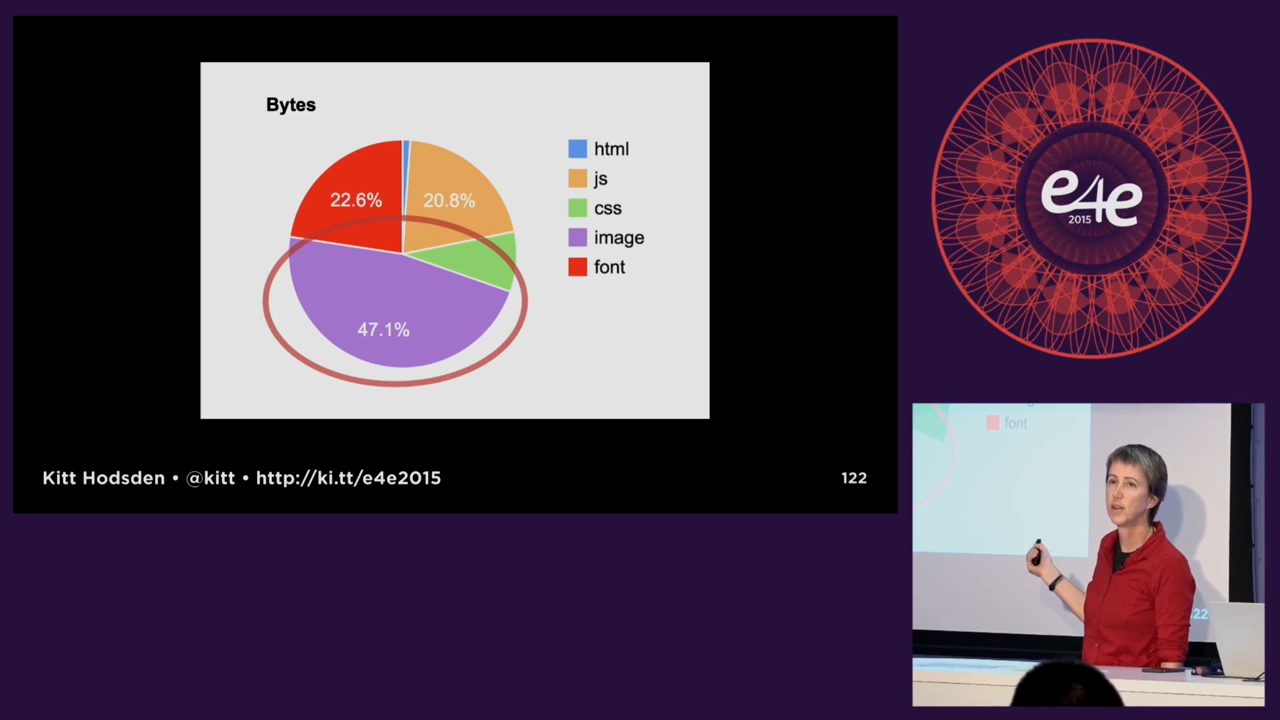 Bytes
22.6%
20.8%
47.1%
html
js
css
image
font
Kitt Hodsden • @kitt • http://ki.tt/e4e2015
122
e4e
2015
font
22